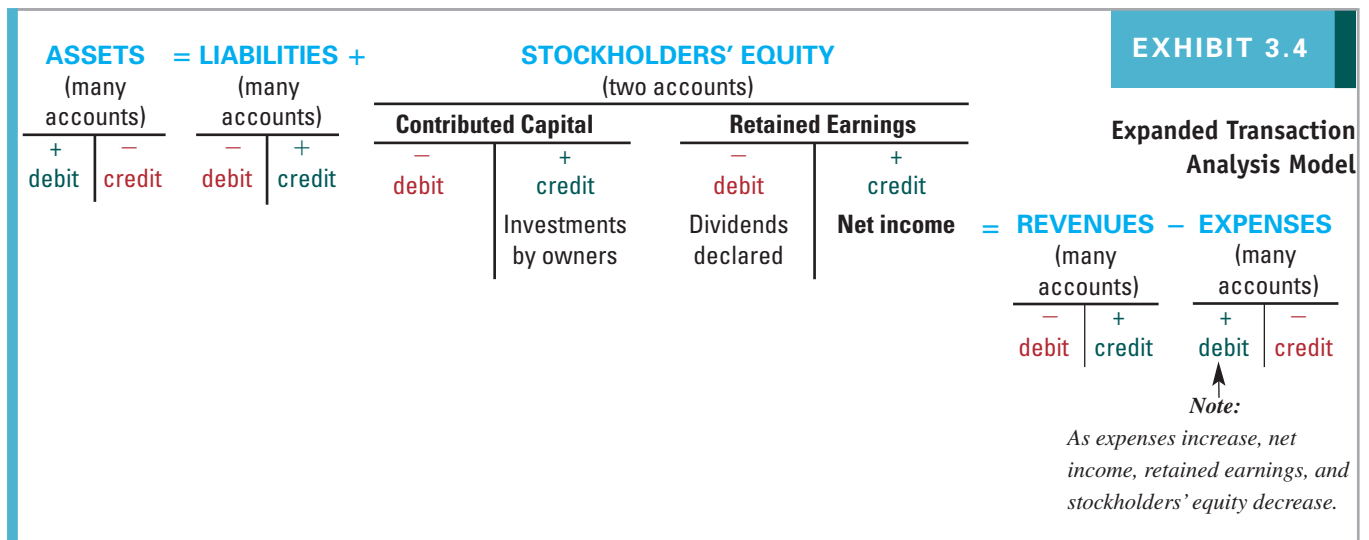 EXHIBIT 3.4
Expanded Transaction
Analysis Model
ASSETS = LIABILITIES + STOCKHOLDERS' EQUITY
(many (many (two accounts)
accounts) accounts)
Contributed Capital Retained Earnings
+ − − + − + − +
debit credit debit credit debit credit debit credit
Investments Dividends Net income = REVENUES − EXPENSES
by owners declared (many (many
accounts) accounts)
− + + −
debit credit debit credit
Note:
As expenses increase, net
income, retained earnings, and
stockholders' equity decrease.